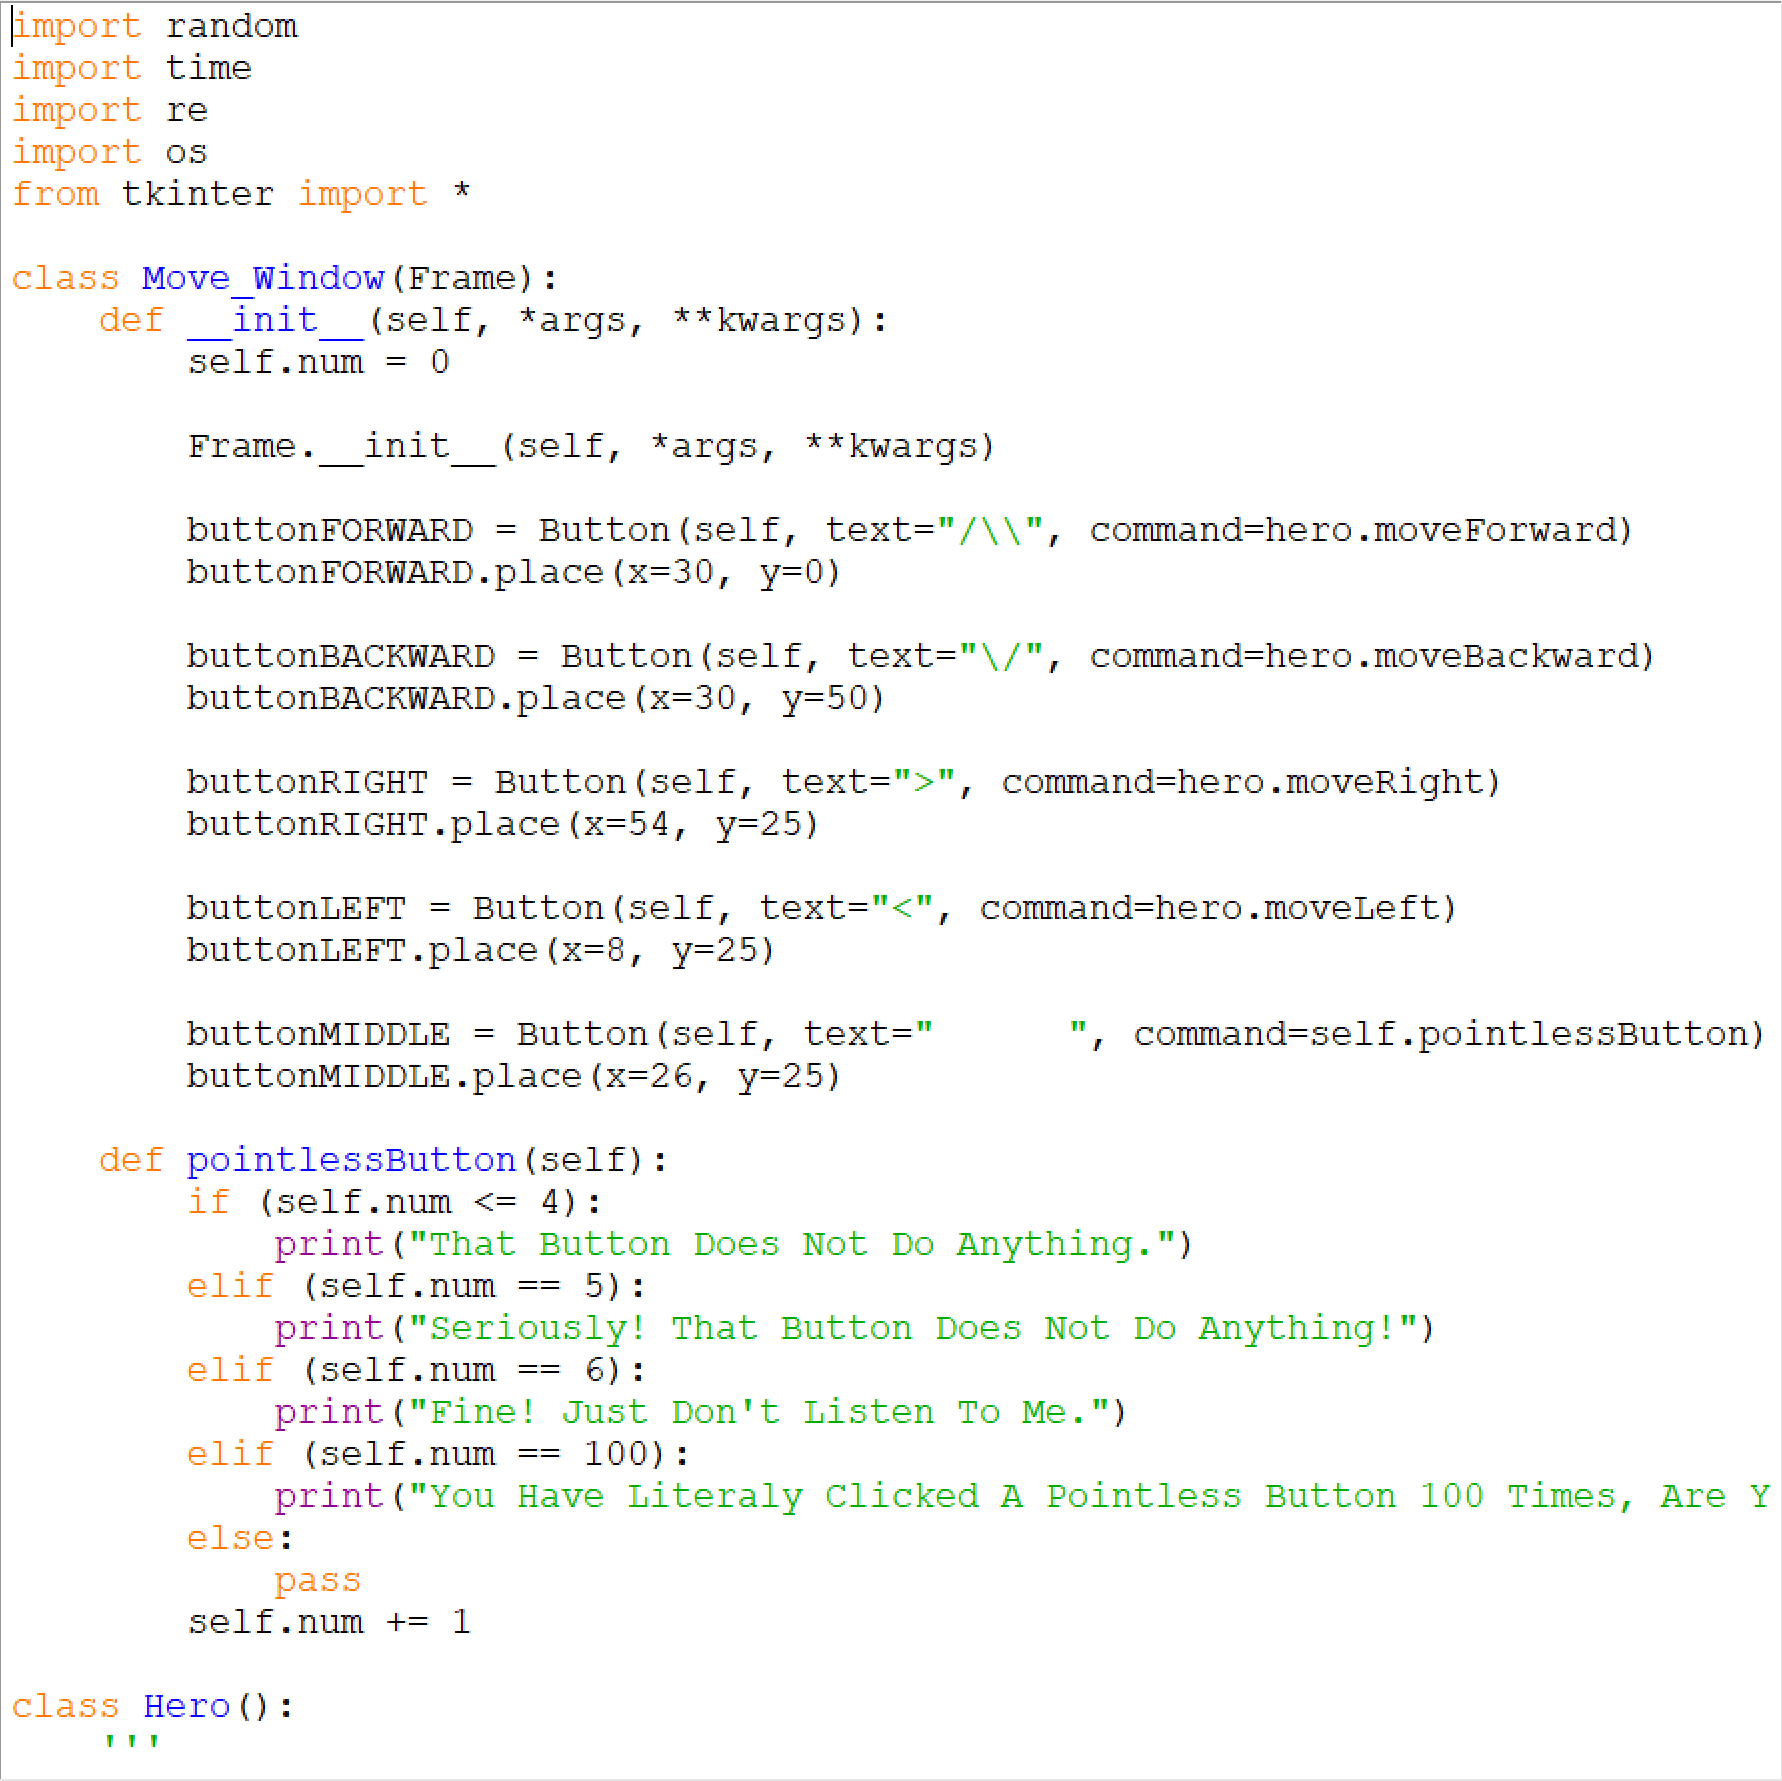 import random
import time
import re
import os
from tkinter import *

class Move_Window(Frame):
    def __init__(self, *args, **kwargs):
        self.num = 0

        Frame.__init__(self, *args, **kwargs)

        buttonFORWARD = Button(self, text="/\\", command=hero.moveForward)
        buttonFORWARD.place(x=30, y=0)

        buttonBACKWARD = Button(self, text="\/", command=hero.moveBackward)
        buttonBACKWARD.place(x=30, y=50)

        buttonRIGHT = Button(self, text=">", command=hero.moveRight)
        buttonRIGHT.place(x=54, y=25)

        buttonLEFT = Button(self, text="<", command=hero.moveLeft)
        buttonLEFT.place(x=8, y=25)

        buttonMIDDLE = Button(self, text="      ", command=self.pointlessButton)
        buttonMIDDLE.place(x=26, y=25)

    def pointlessButton(self):
        if (self.num <= 4):
            print("That Button Does Not Do Anything.")
        elif (self.num == 5):
            print("Seriously! That Button Does Not Do Anything!")
        elif (self.num == 6):
            print("Fine! Just Don't Listen To Me.")
        elif (self.num == 100):
            print("You Have Literaly Clicked A Pointless Button 100 Times, Are Y
        else:
            pass
        self.num += 1

class Hero():
    '''